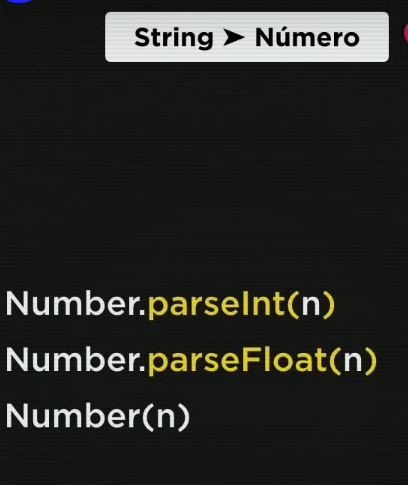 String ➤ Número
Number.parseInt(n)
Number.parseFloat(n)
Number(n)